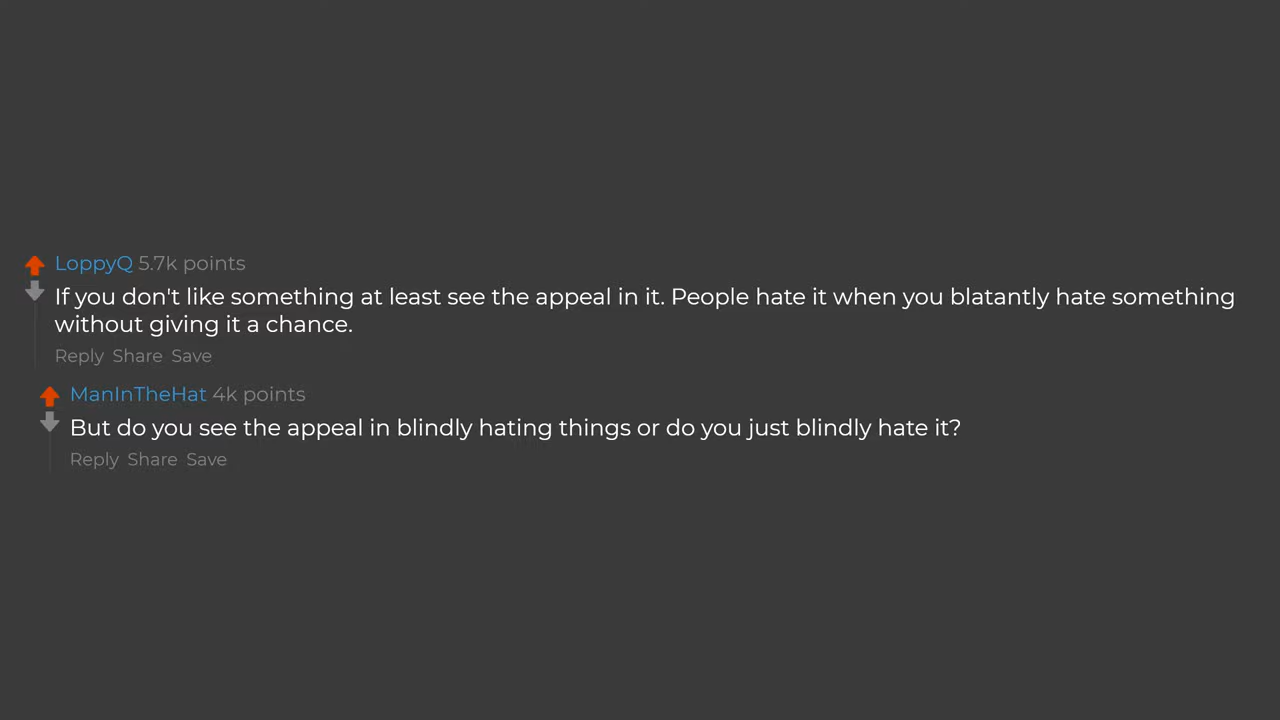 LoppyQ 5.7k points
If you don't like something at least see the appeal in it. People hate it when you blatantly hate something
without giving it a chance.
Reply Share Save
ManInTheHat 4k points
But do you see the appeal in blindly hating things or do you just blindly hate it?
Reply Share Save